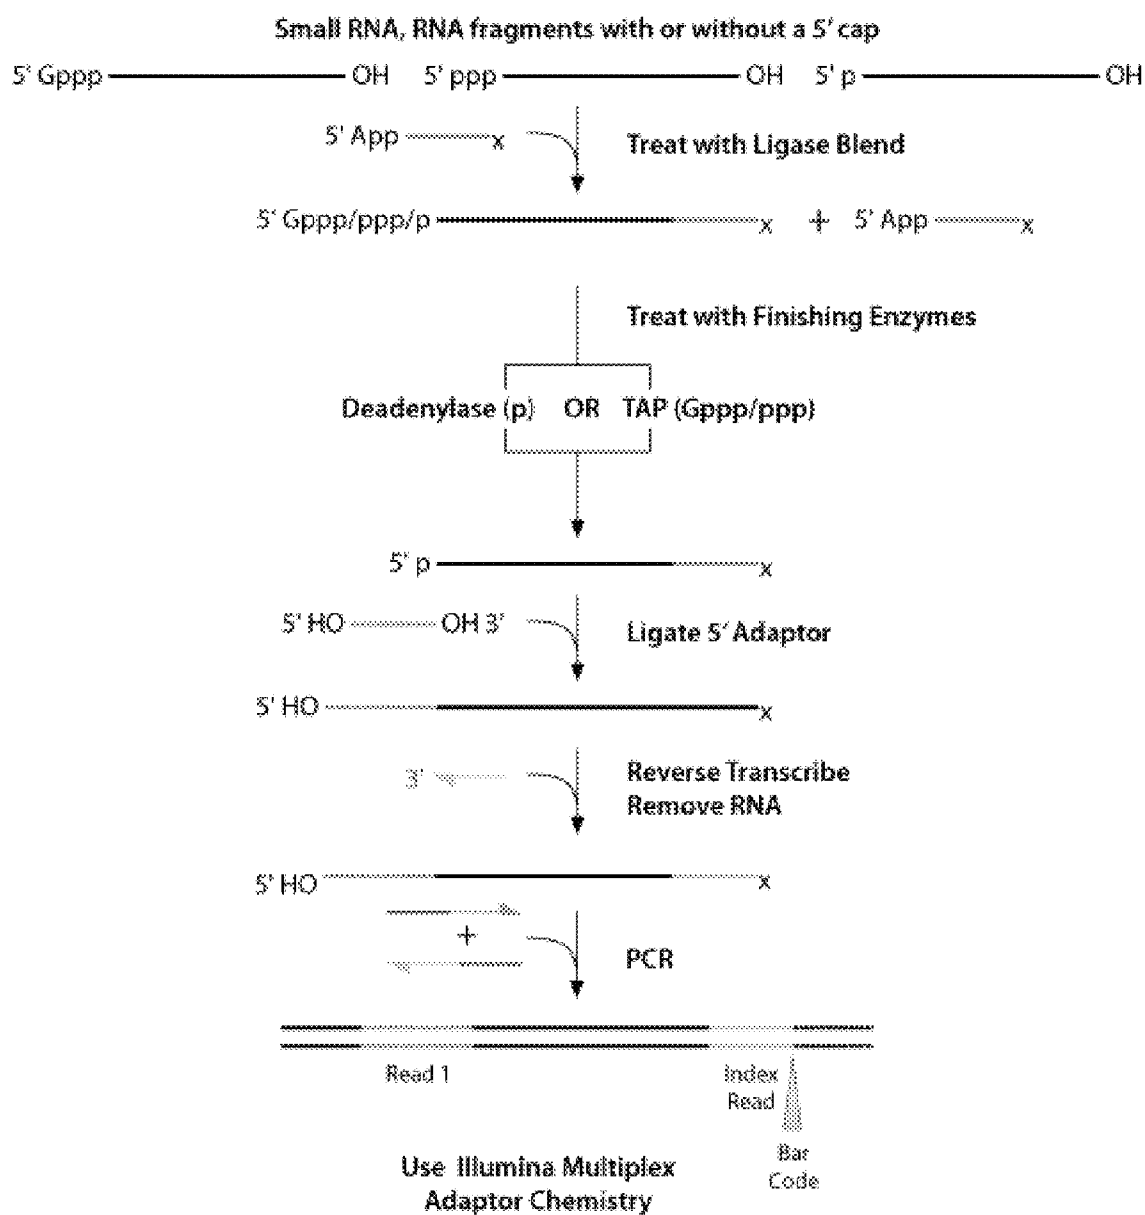 Small RNA, RNA fragments with or without a 5' cap
5' Gppp OH 5' ppp OH 5' p OH
5' App x
Treat with Ligase Blend
5' Gppp/ppp/p x + 5' App x
Treat with Finishing Enzymes
Deadenylase (p) OR TAP (Gppp/ppp)
5' p x
5' HO OH 3'
Ligate 5' Adaptor
5' HO x
3'
Reverse Transcribe
Remove RNA
5' HO x
+
PCR
Read 1
Index
Read
Bar
Code
Use Illumina Multiplex
Adaptor Chemistry